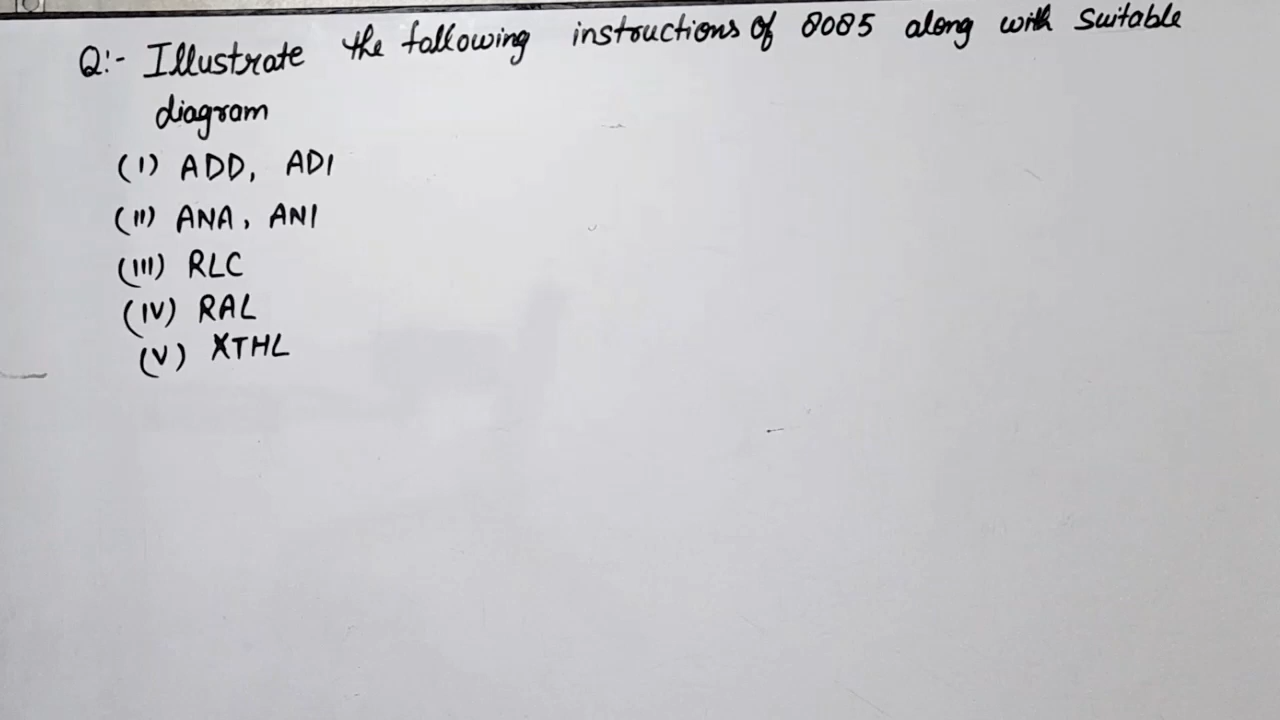 Q:- Illustrate the following instructions of 8085 along with suitable
diagram
(I) ADD, ADI
(II) ANA, ANI
(III) RLC
(IV) RAL
(V) XTHL